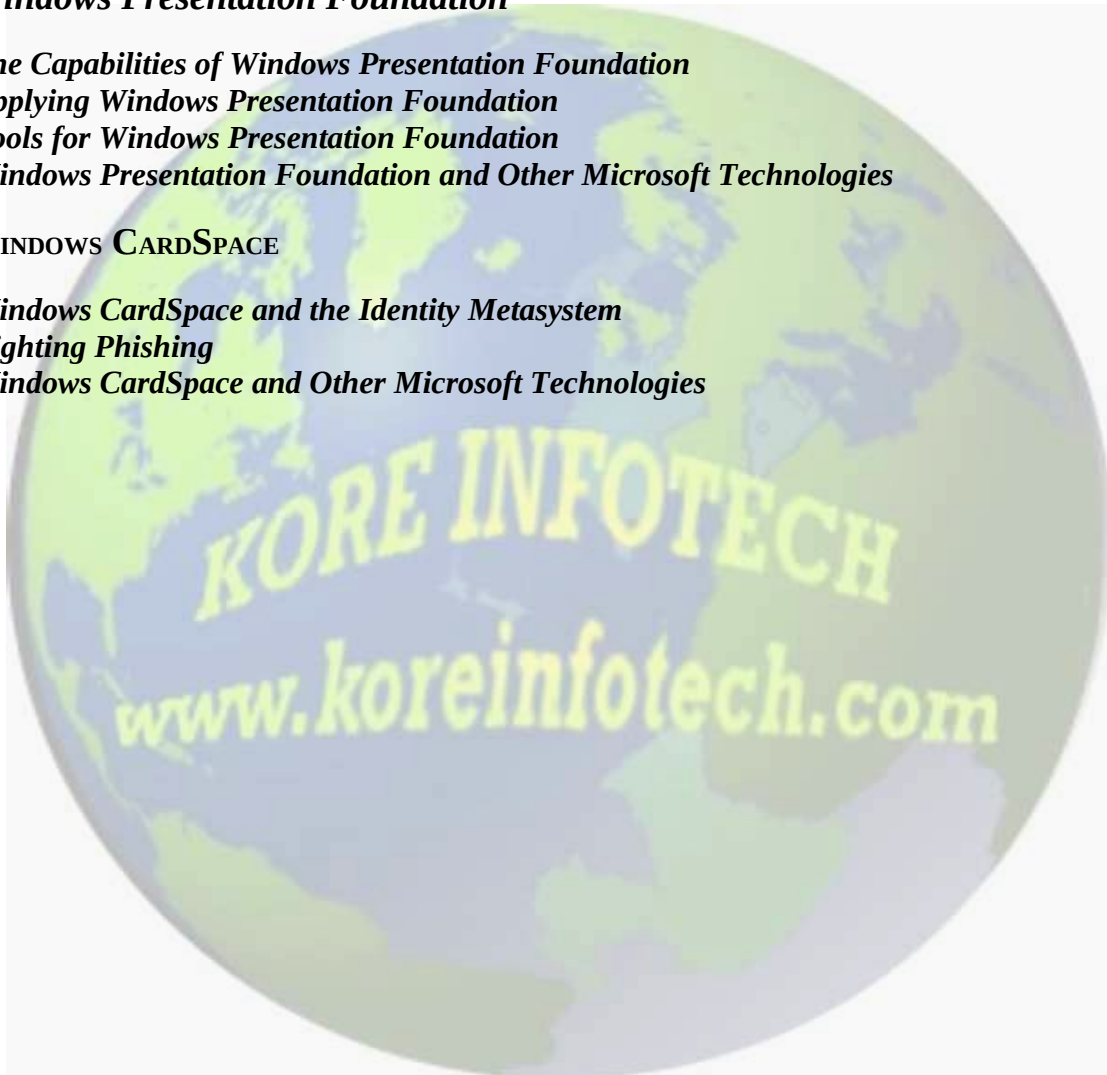 indows Presentation Foundation
he Capabilities of Windows Presentation Foundation
pplying Windows Presentation Foundation
ools for Windows Presentation Foundation
indows Presentation Foundation and Other Microsoft Technologies
INDOWS CARDSPACE
indows CardSpace and the Identity Metasystem
ighting Phishing
indows CardSpace and Other Microsoft Technologies
KORE INFOTECH
www.koreinfotech.com